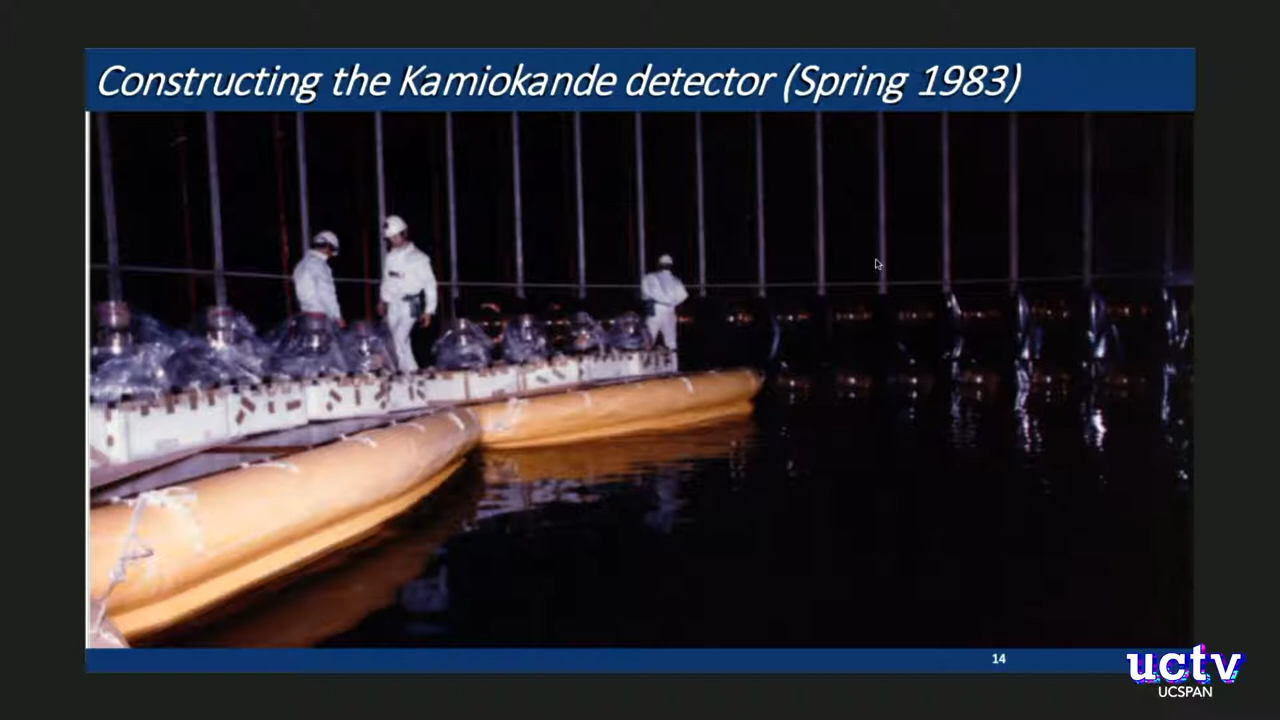 Constructing the Kamiokande detector (Spring 1983)
14
uctv
UCSPAN